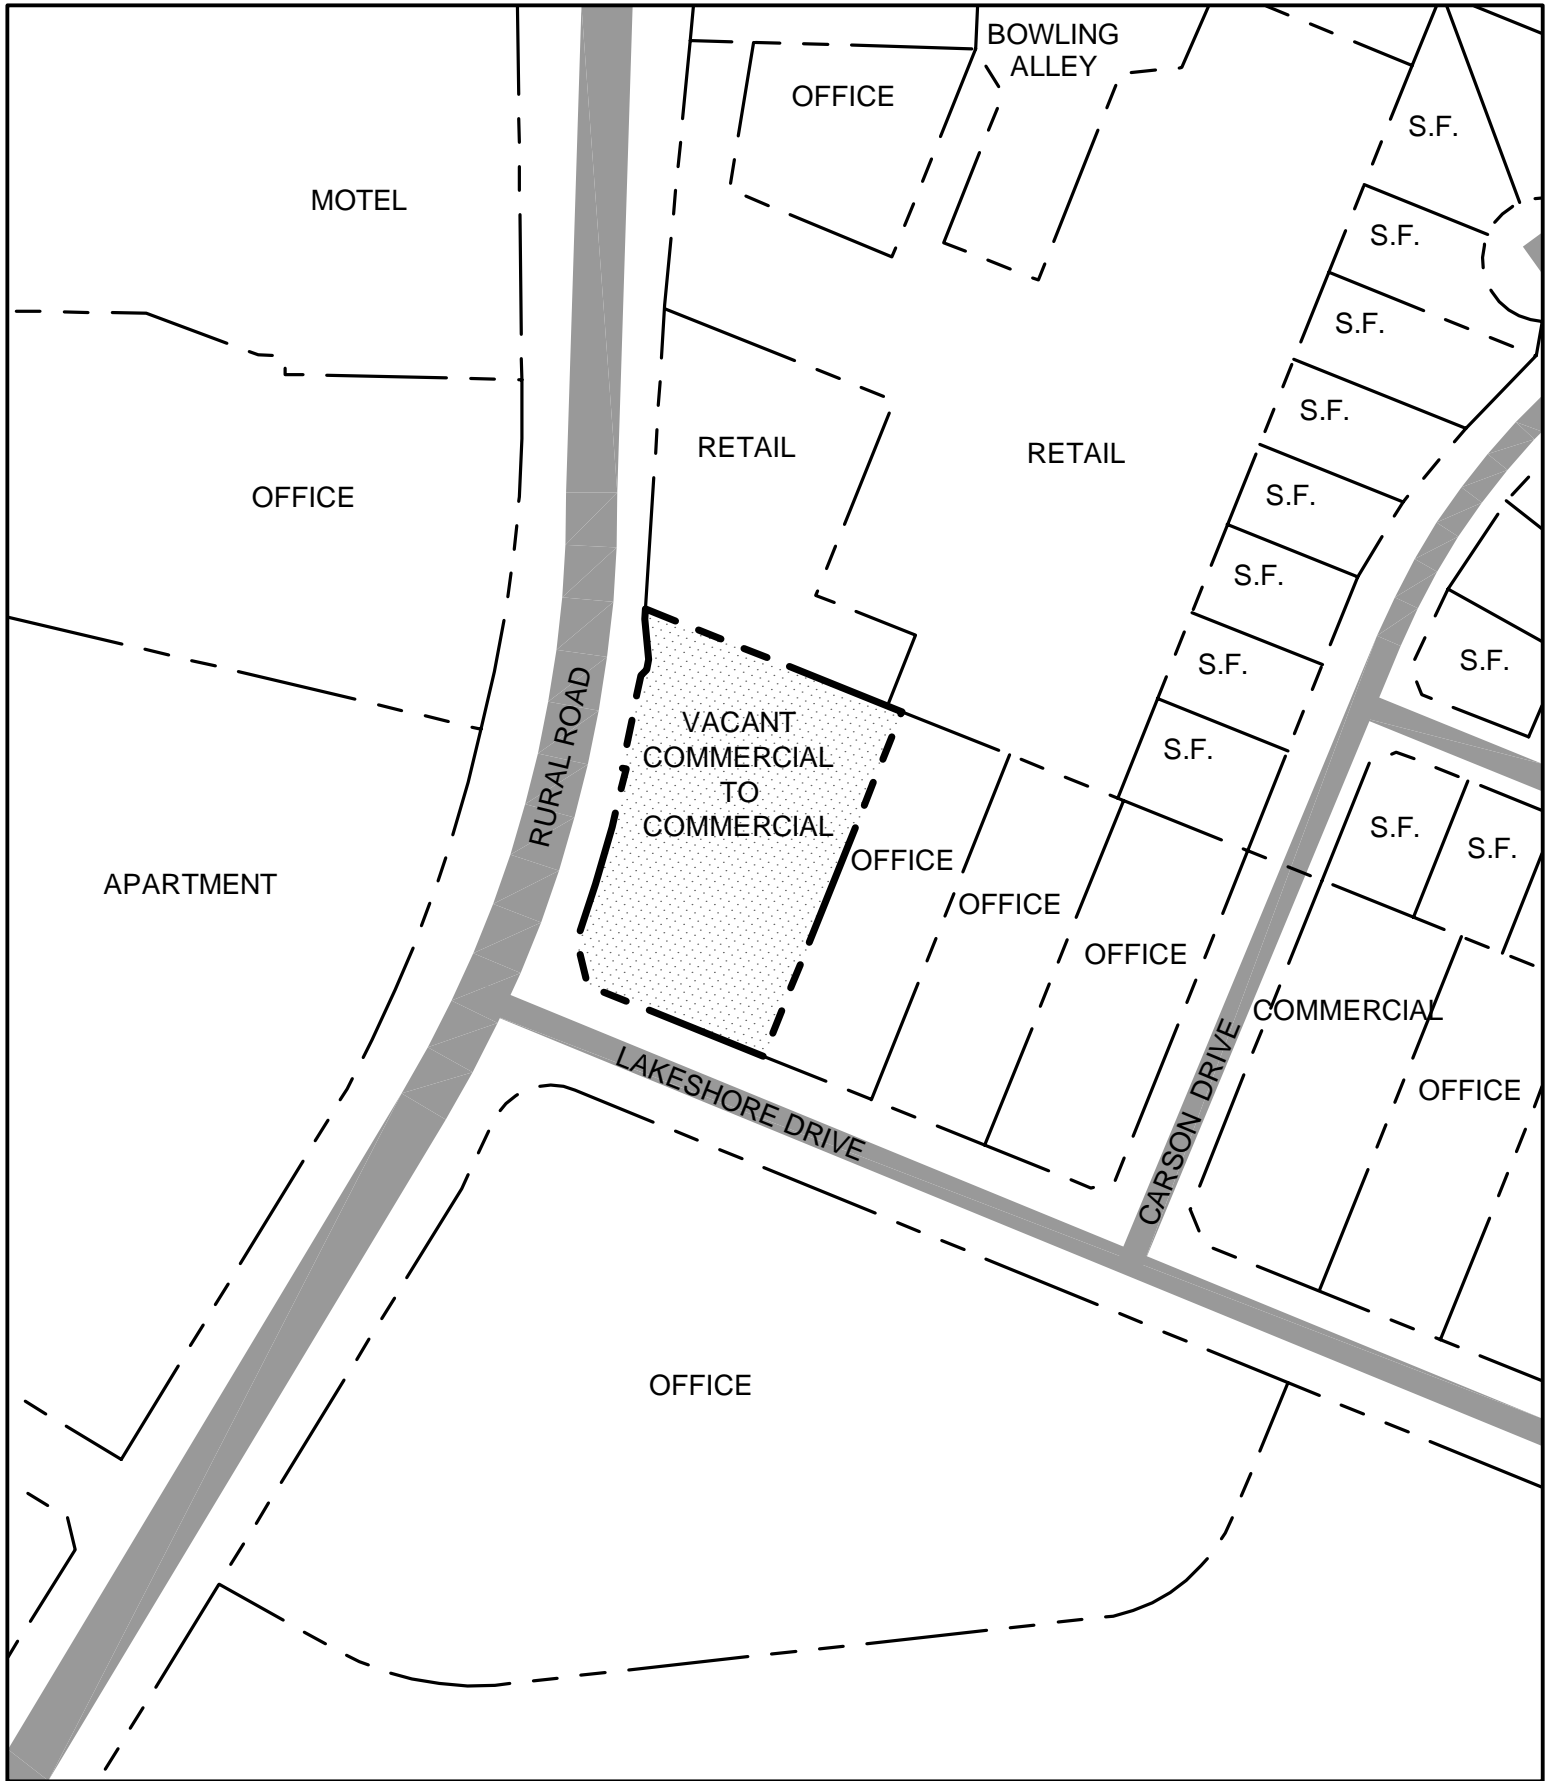 BOWLING
ALLEY
OFFICE
S.F.
MOTEL
S.F.
S.F.
S.F.
RETAIL
RETAIL
OFFICE
S.F.
S.F.
S.F.
S.F.
RURAL ROAD
VACANT
COMMERCIAL
TO
COMMERCIAL
S.F.
S.F.
S.F.
OFFICE
APARTMENT
OFFICE
OFFICE
COMMERCIAL
LAKESHORE DRIVE
CARSON DRIVE
OFFICE
OFFICE